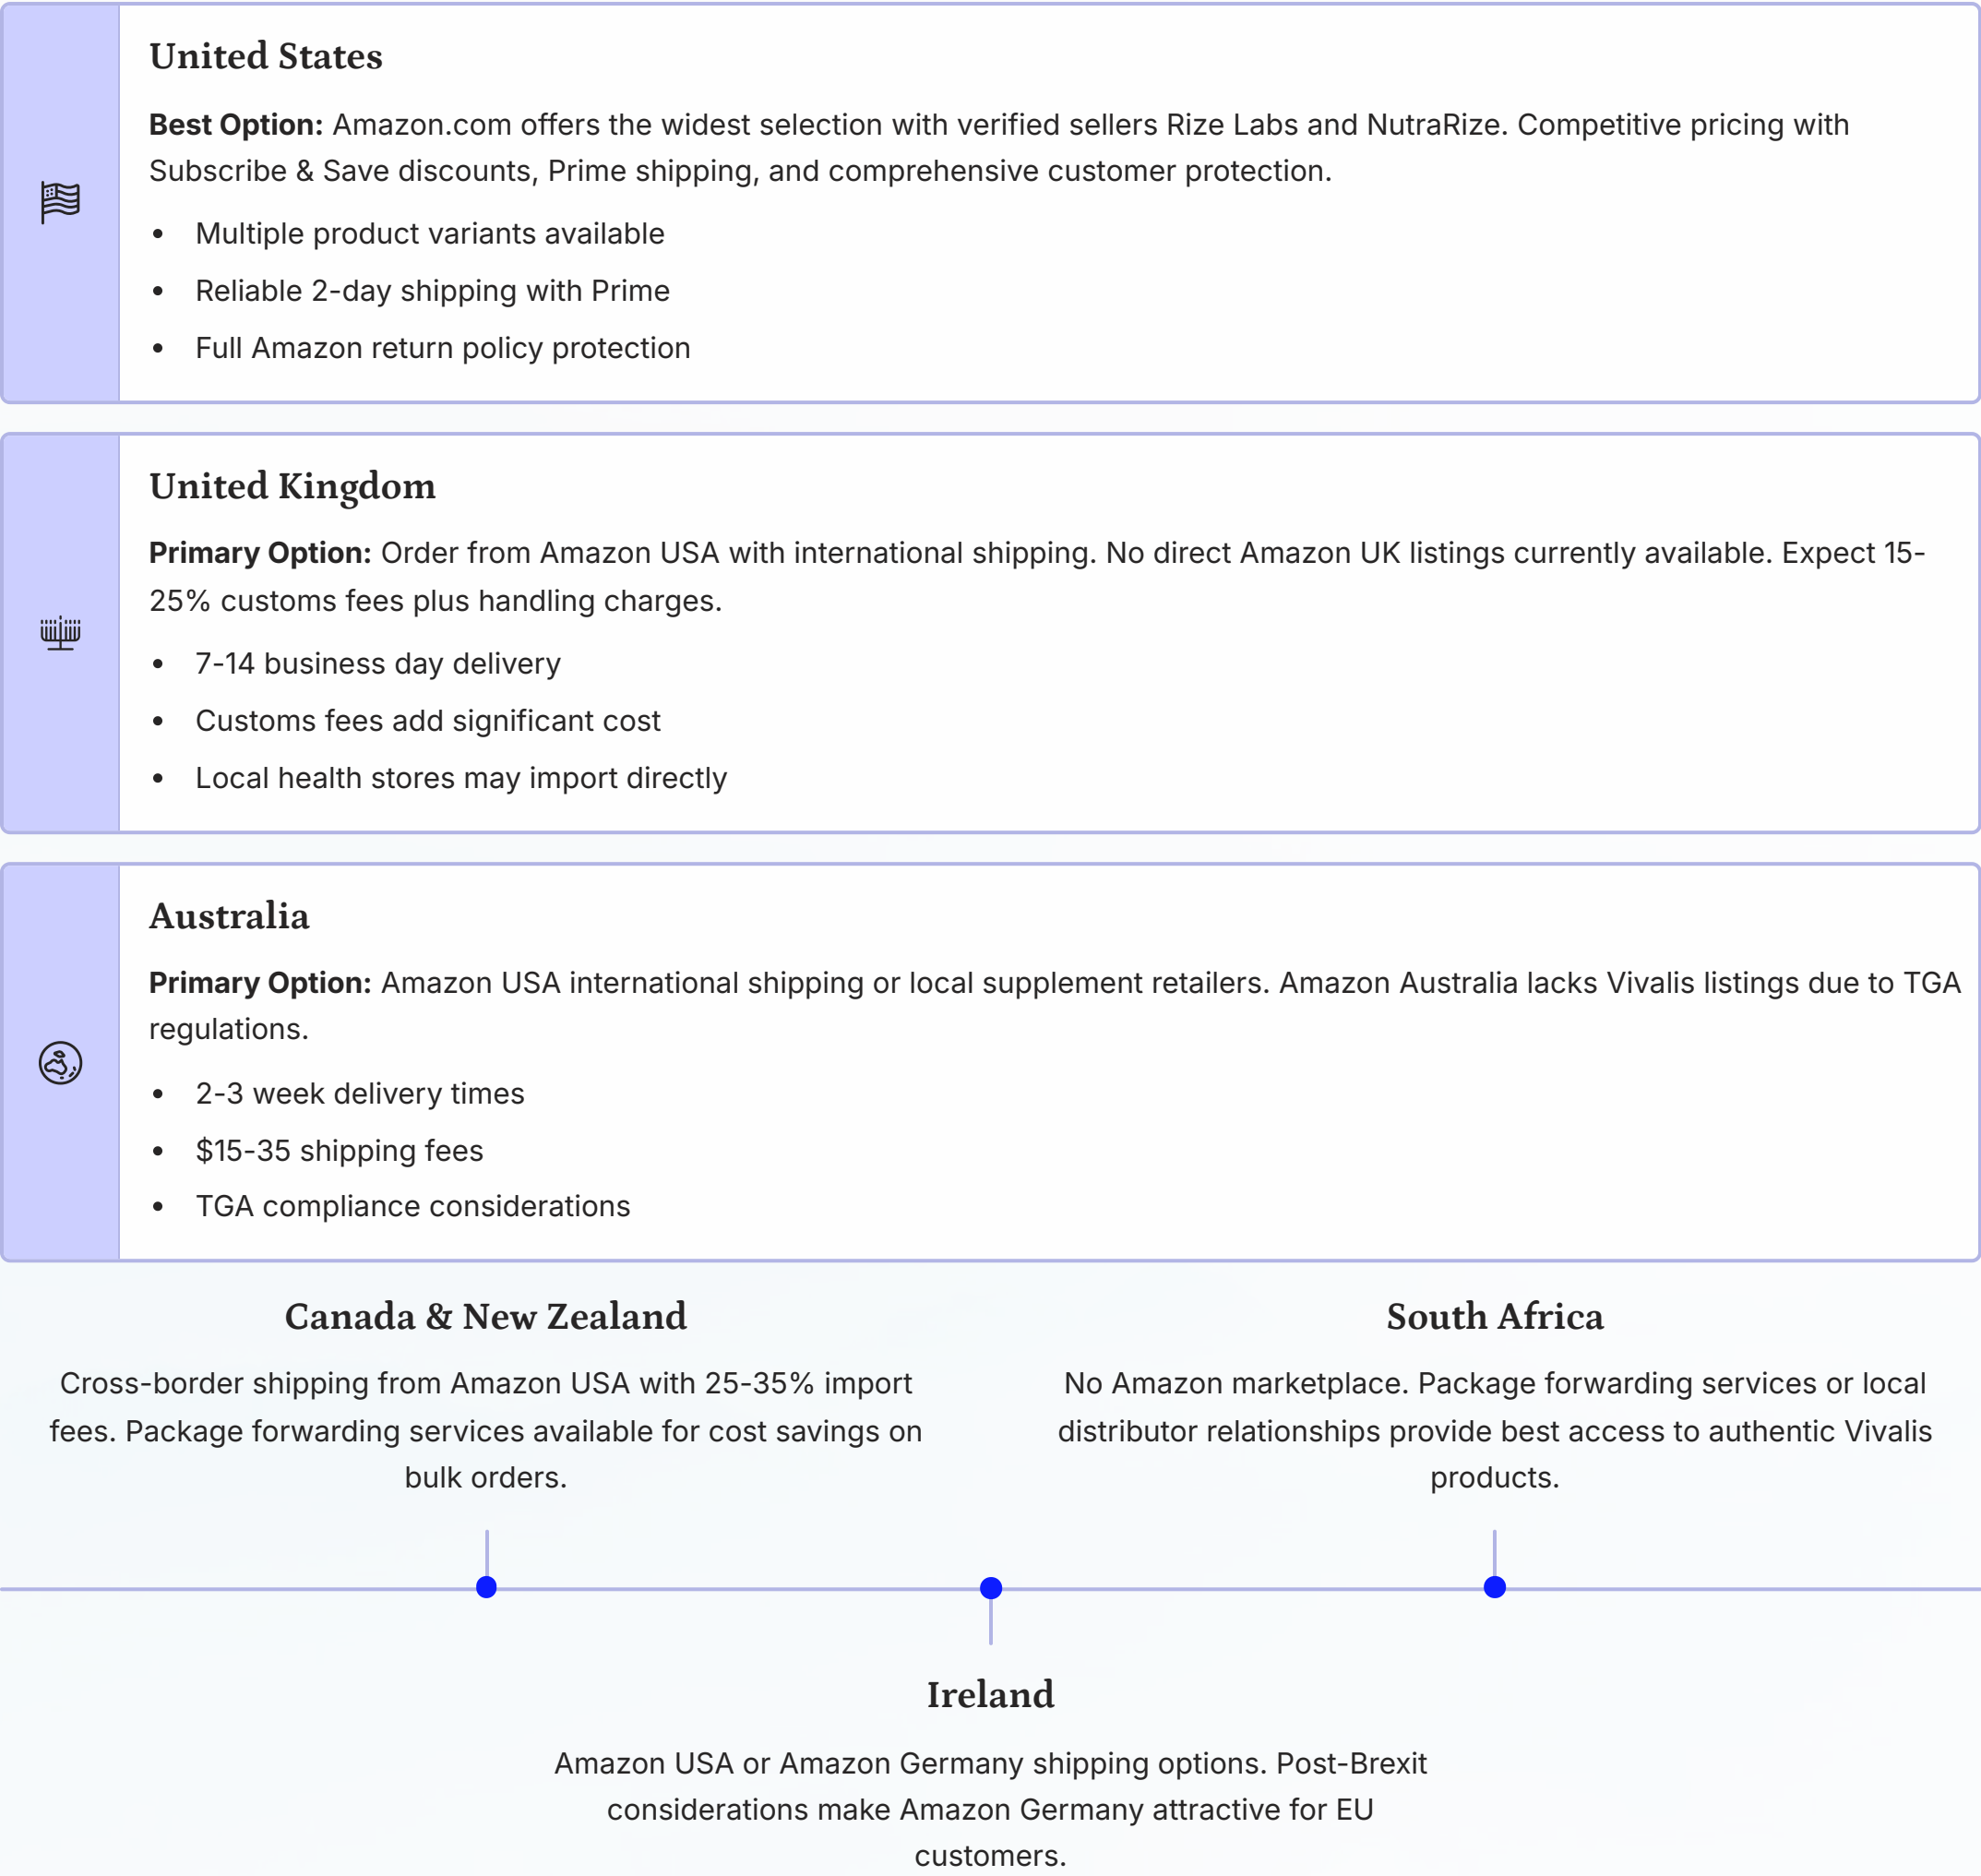 United States
Best Option: Amazon.com offers the widest selection with verified sellers Rize Labs and NutraRize. Competitive pricing with
Subscribe & Save discounts, Prime shipping, and comprehensive customer protection.
• Multiple product variants available
• Reliable 2-day shipping with Prime
• Full Amazon return policy protection
United Kingdom
Primary Option: Order from Amazon USA with international shipping. No direct Amazon UK listings currently available. Expect 15-
25% customs fees plus handling charges.
• 7-14 business day delivery
• Customs fees add significant cost
• Local health stores may import directly
Australia
Primary Option: Amazon USA international shipping or local supplement retailers. Amazon Australia lacks Vivalis listings due to TGA
regulations.
• 2-3 week delivery times
• $15-35 shipping fees
• TGA compliance considerations
Canada & New Zealand
Cross-border shipping from Amazon USA with 25-35% import
fees. Package forwarding services available for cost savings on
bulk orders.
South Africa
No Amazon marketplace. Package forwarding services or local
distributor relationships provide best access to authentic Vivalis
products.
Ireland
Amazon USA or Amazon Germany shipping options. Post-Brexit
considerations make Amazon Germany attractive for EU
customers.